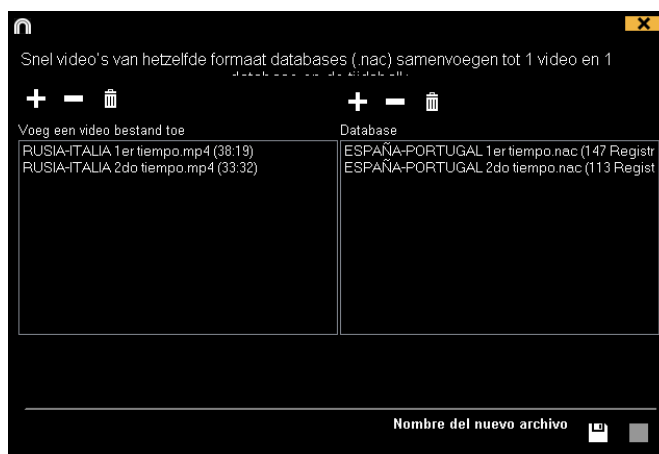 Snel video's van hetzelfde formaat databases (.nac) samenvoegen tot 1 video en 1
Voeg een video bestand toe
RUSIA-ITALIA 1er tiempo.mp4 (38:19)
RUSIA-ITALIA 2do tiempo.mp4 (33:32)
Database
ESPAÑA-PORTUGAL 1er tiempo.nac (147 Registr
ESPAÑA-PORTUGAL 2do tiempo.nac (113 Regist
Nombre del nuevo archivo